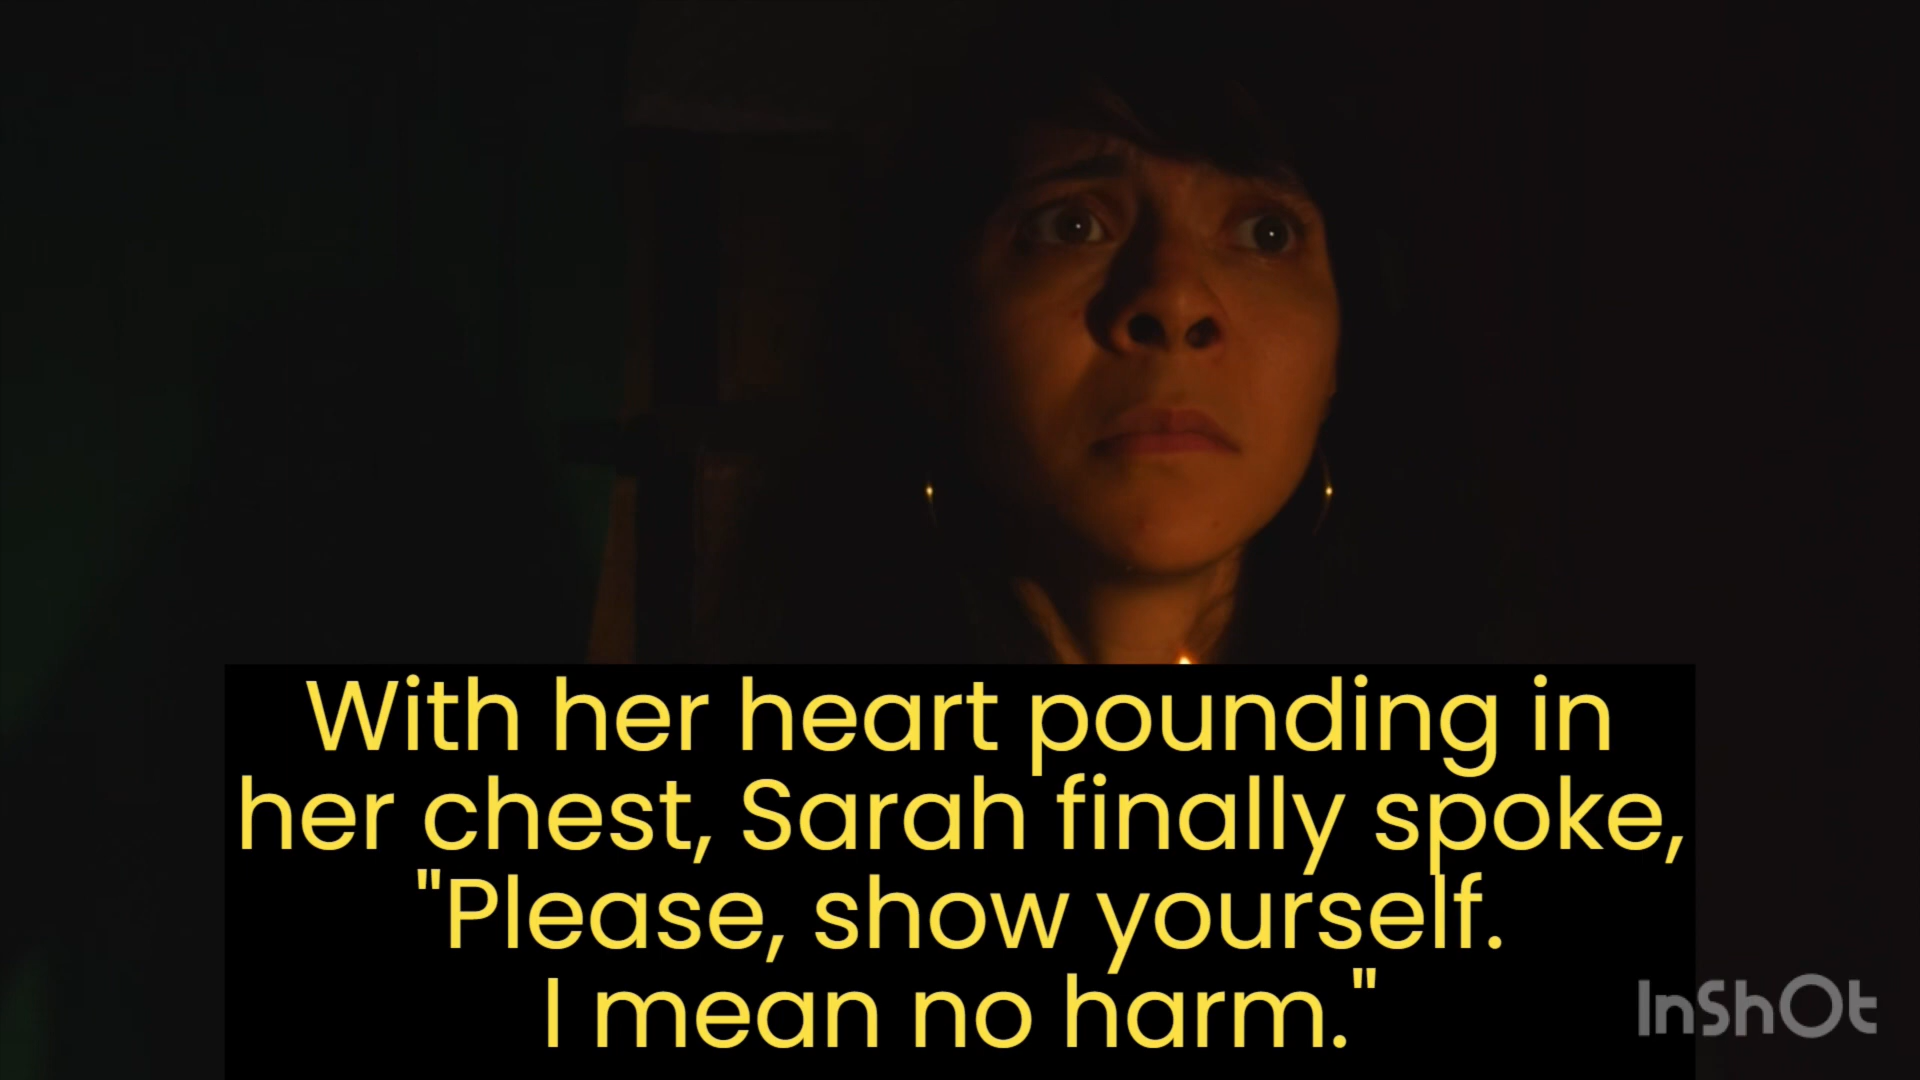 With her heart pounding in
her chest, Sarah finally spoke,
"Please, show yourself.
I mean no harm."
InShOt